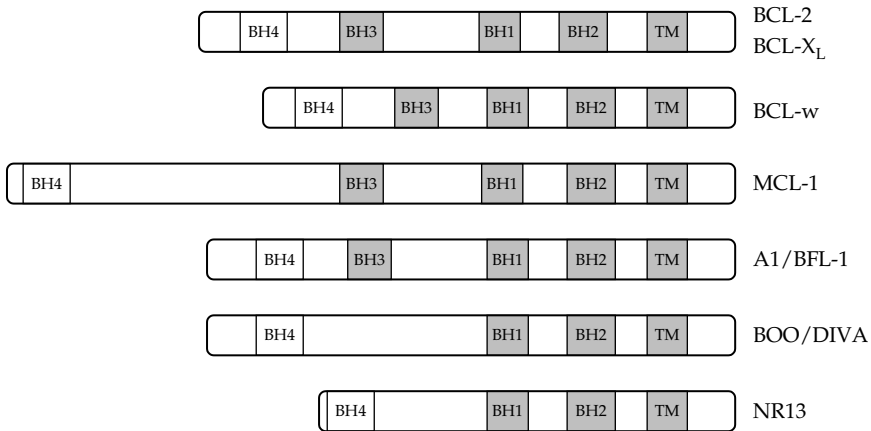 BH4 BH3 BH1 BH2 TM BCL-2
BCL-X_L
BH4 BH3 BH1 BH2 TM BCL-w
BH4 BH3 BH1 BH2 TM MCL-1
BH4 BH3 BH1 BH2 TM A1/BFL-1
BH4 BH1 BH2 TM BOO/DIVA
BH4 BH1 BH2 TM NR13